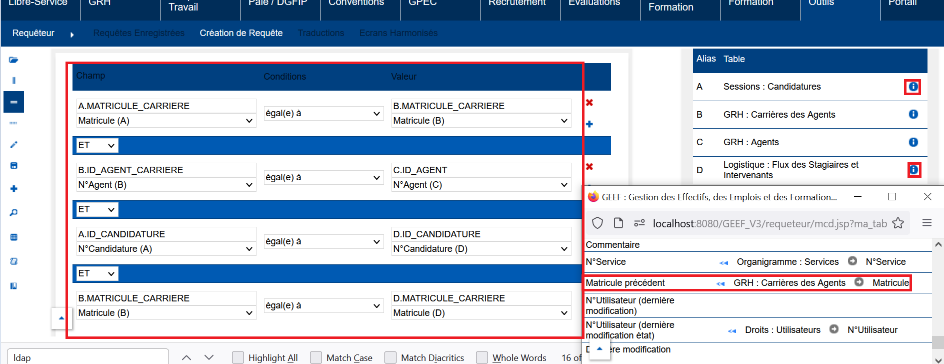 Libre-Service GRH Travail Paie / DGFIP Conventions GPEC Recrutement Evaluations Formation Formation Outils Portail
Requêteur Requêtes Enregistrées Création de Requête Traductions Ecrans Harmonisés
Champ Conditions Valeur
A.MATRICULE_CARRIERE B.MATRICULE_CARRIERE
Matricule (A) égal(e) à Matricule (B)
ET
B.ID_AGENT_CARRIERE C.ID_AGENT
N°Agent (B) égal(e) à N°Agent (C)
ET
A.ID_CANDIDATURE D.ID_CANDIDATURE
N°Candidature (A) égal(e) à N°Candidature (D)
ET
B.MATRICULE_CARRIERE D.MATRICULE_CARRIERE
Matricule (B) égal(e) à Matricule (D)
Alias Table
A Sessions : Candidatures
B GRH : Carrières des Agents
C GRH : Agents
D Logistique : Flux des Stagiaires et
Intervenants
GEEF : Gestion des Effectifs, des Emplois et des Formation...
localhost:8080/GEEF_V3/requeteur/mcd.jsp?ma_tab
Commentaire
N°Service Organigramme : Services N°Service
Matricule précédent GRH : Carrières des Agents Matricule
N°Utilisateur (dernière
modification)
N°Utilisateur (dernière
modification état) Droits : Utilisateurs N°Utilisateur
modification
ldap Highlight All Match Case Match Diacritics Whole Words 16 of